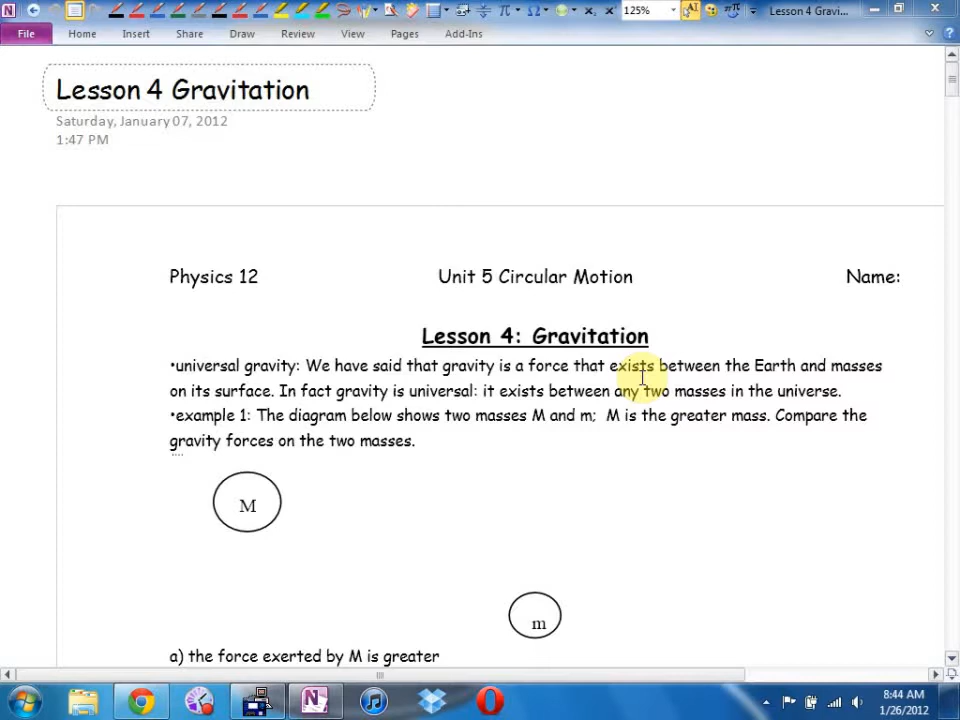 125%
Lesson 4 Gravi...
File Home Insert Share Draw Review View Pages Add-Ins
Lesson 4 Gravitation
Saturday, January 07, 2012
1:47 PM
Physics 12 Unit 5 Circular Motion Name:
Lesson 4: Gravitation
•universal gravity: We have said that gravity is a force that exists between the Earth and masses
on its surface. In fact gravity is universal: it exists between any two masses in the universe.
•example 1: The diagram below shows two masses M and m; M is the greater mass. Compare the
gravity forces on the two masses.
M
m
a) the force exerted by M is greater
8:44 AM
1/26/2012